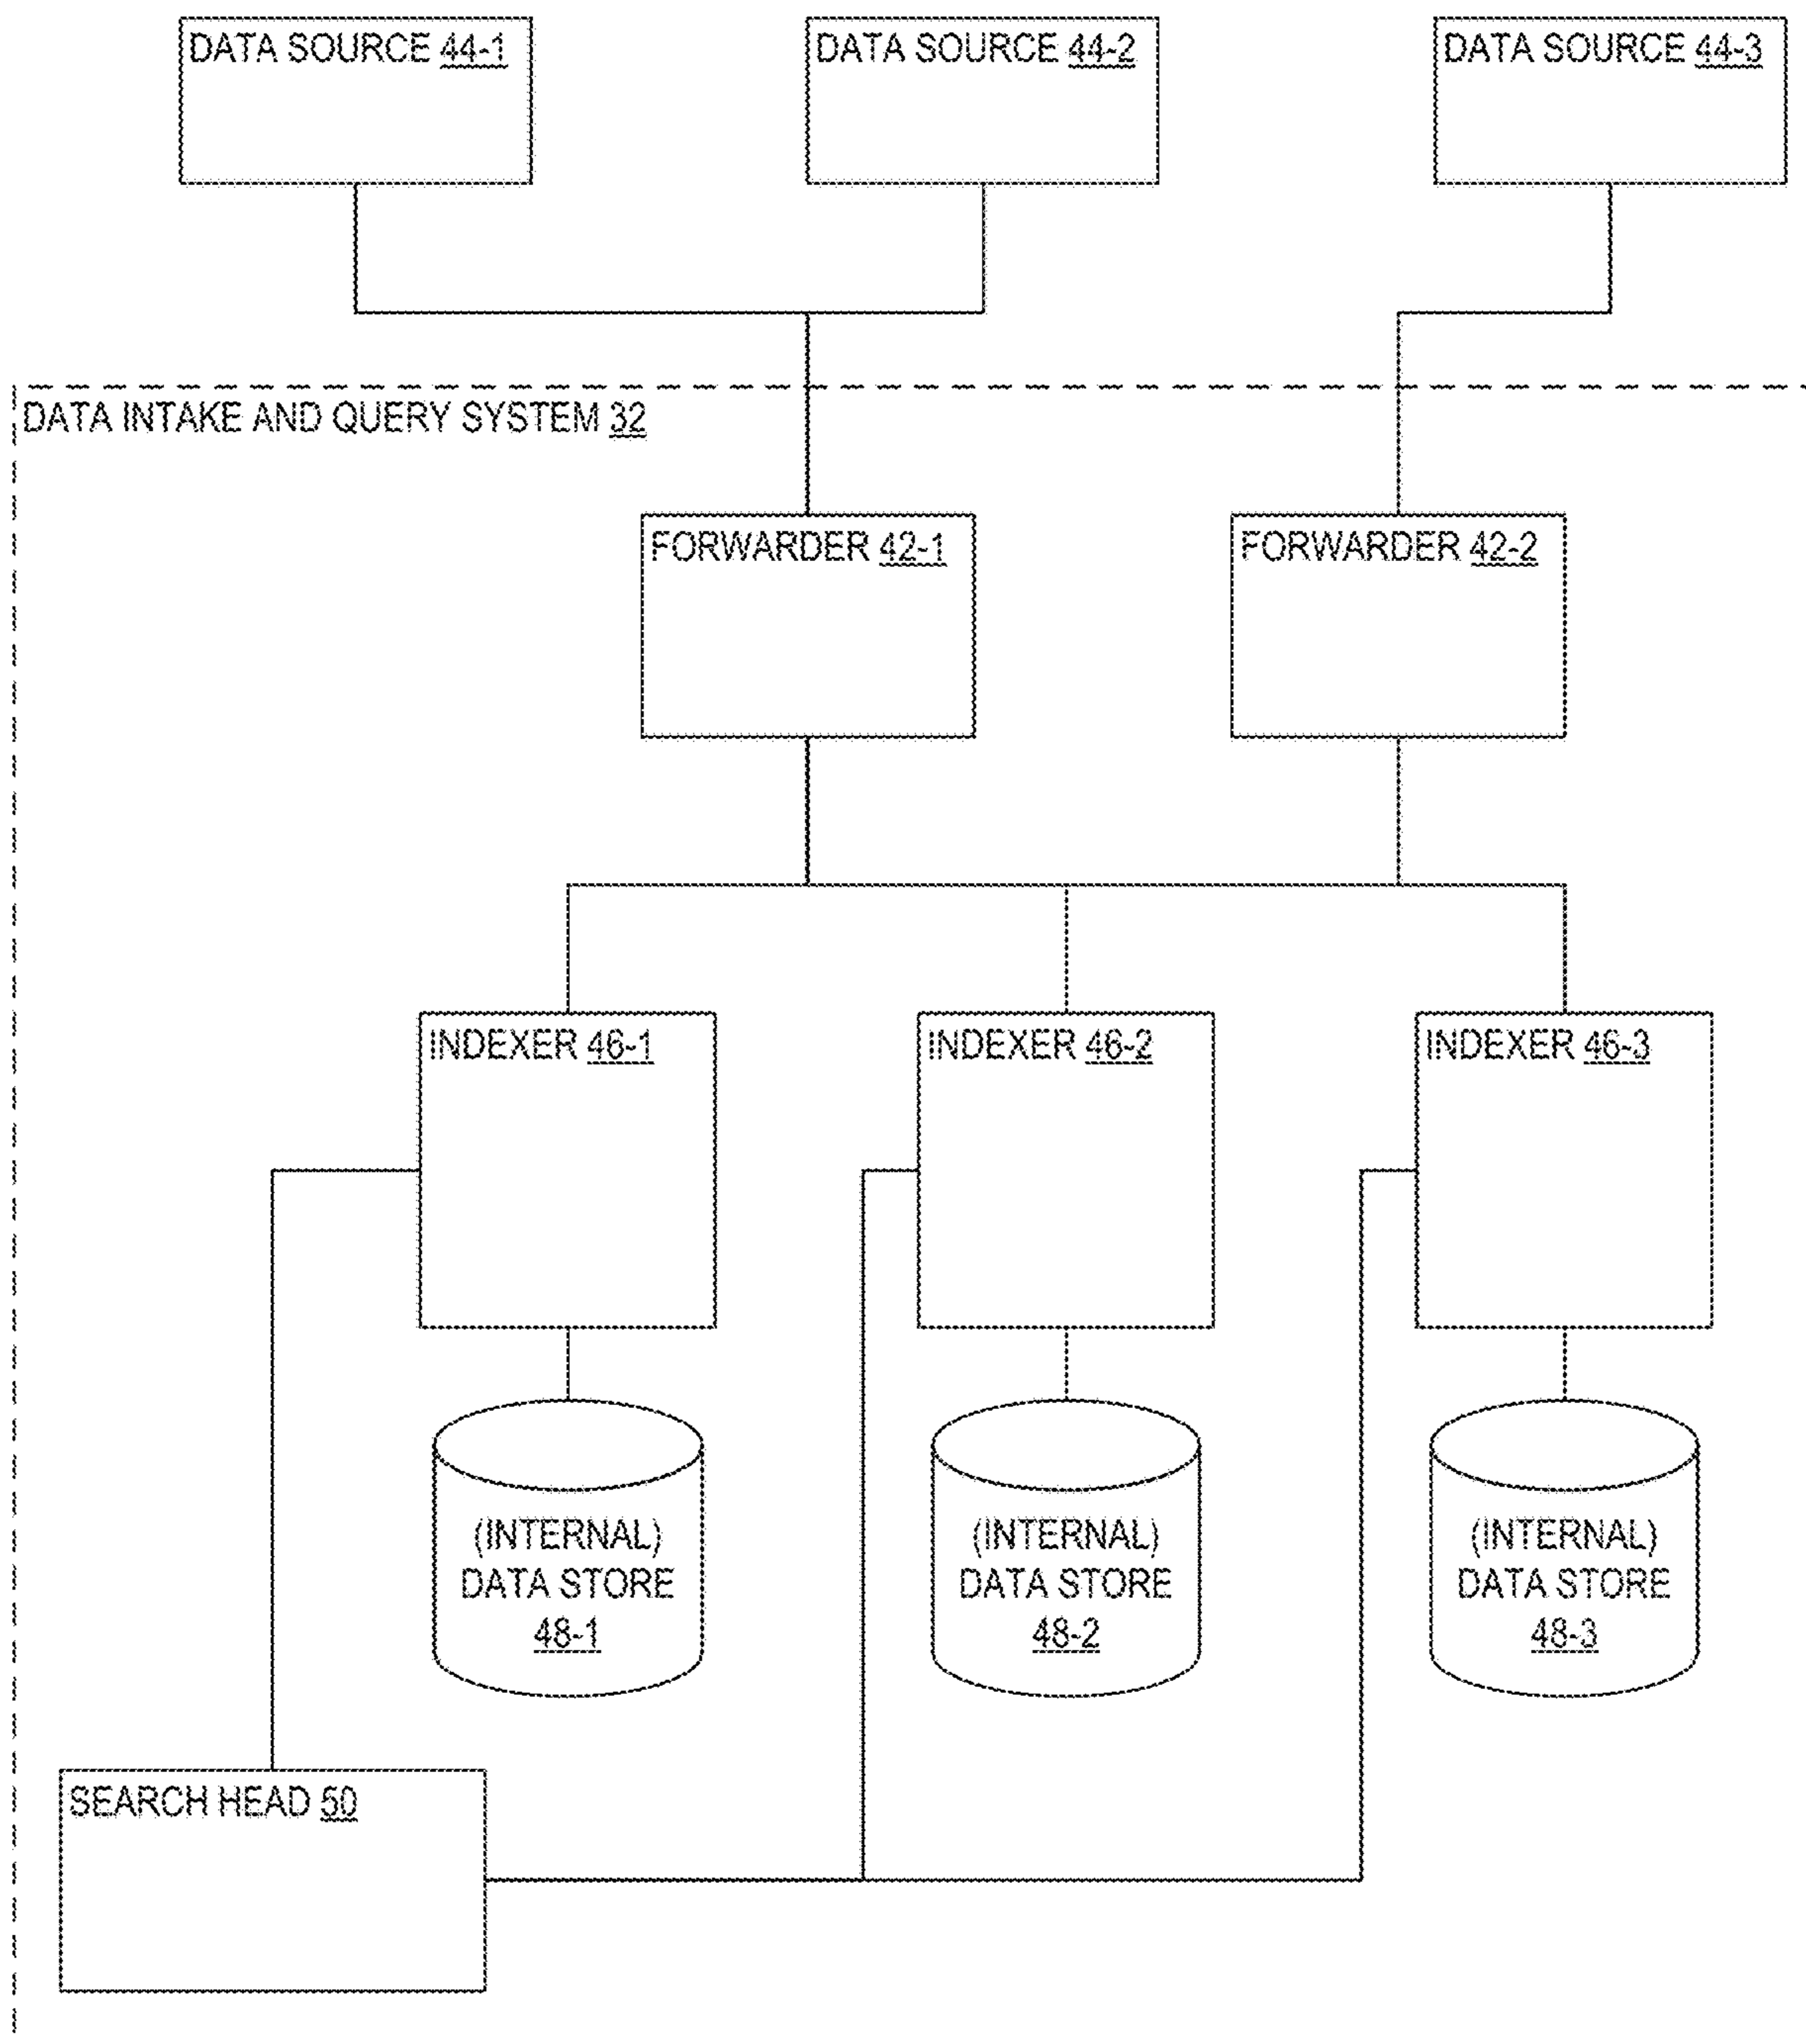 DATA SOURCE 44-1
DATA SOURCE 44-2
DATA SOURCE 44-3
DATA INTAKE AND QUERY SYSTEM 32
FORWARDER 42-1
FORWARDER 42-2
INDEXER 46-1
INDEXER 46-2
INDEXER 46-3
(INTERNAL)
DATA STORE
48-1
(INTERNAL)
DATA STORE
48-2
(INTERNAL)
DATA STORE
48-3
SEARCH HEAD 50